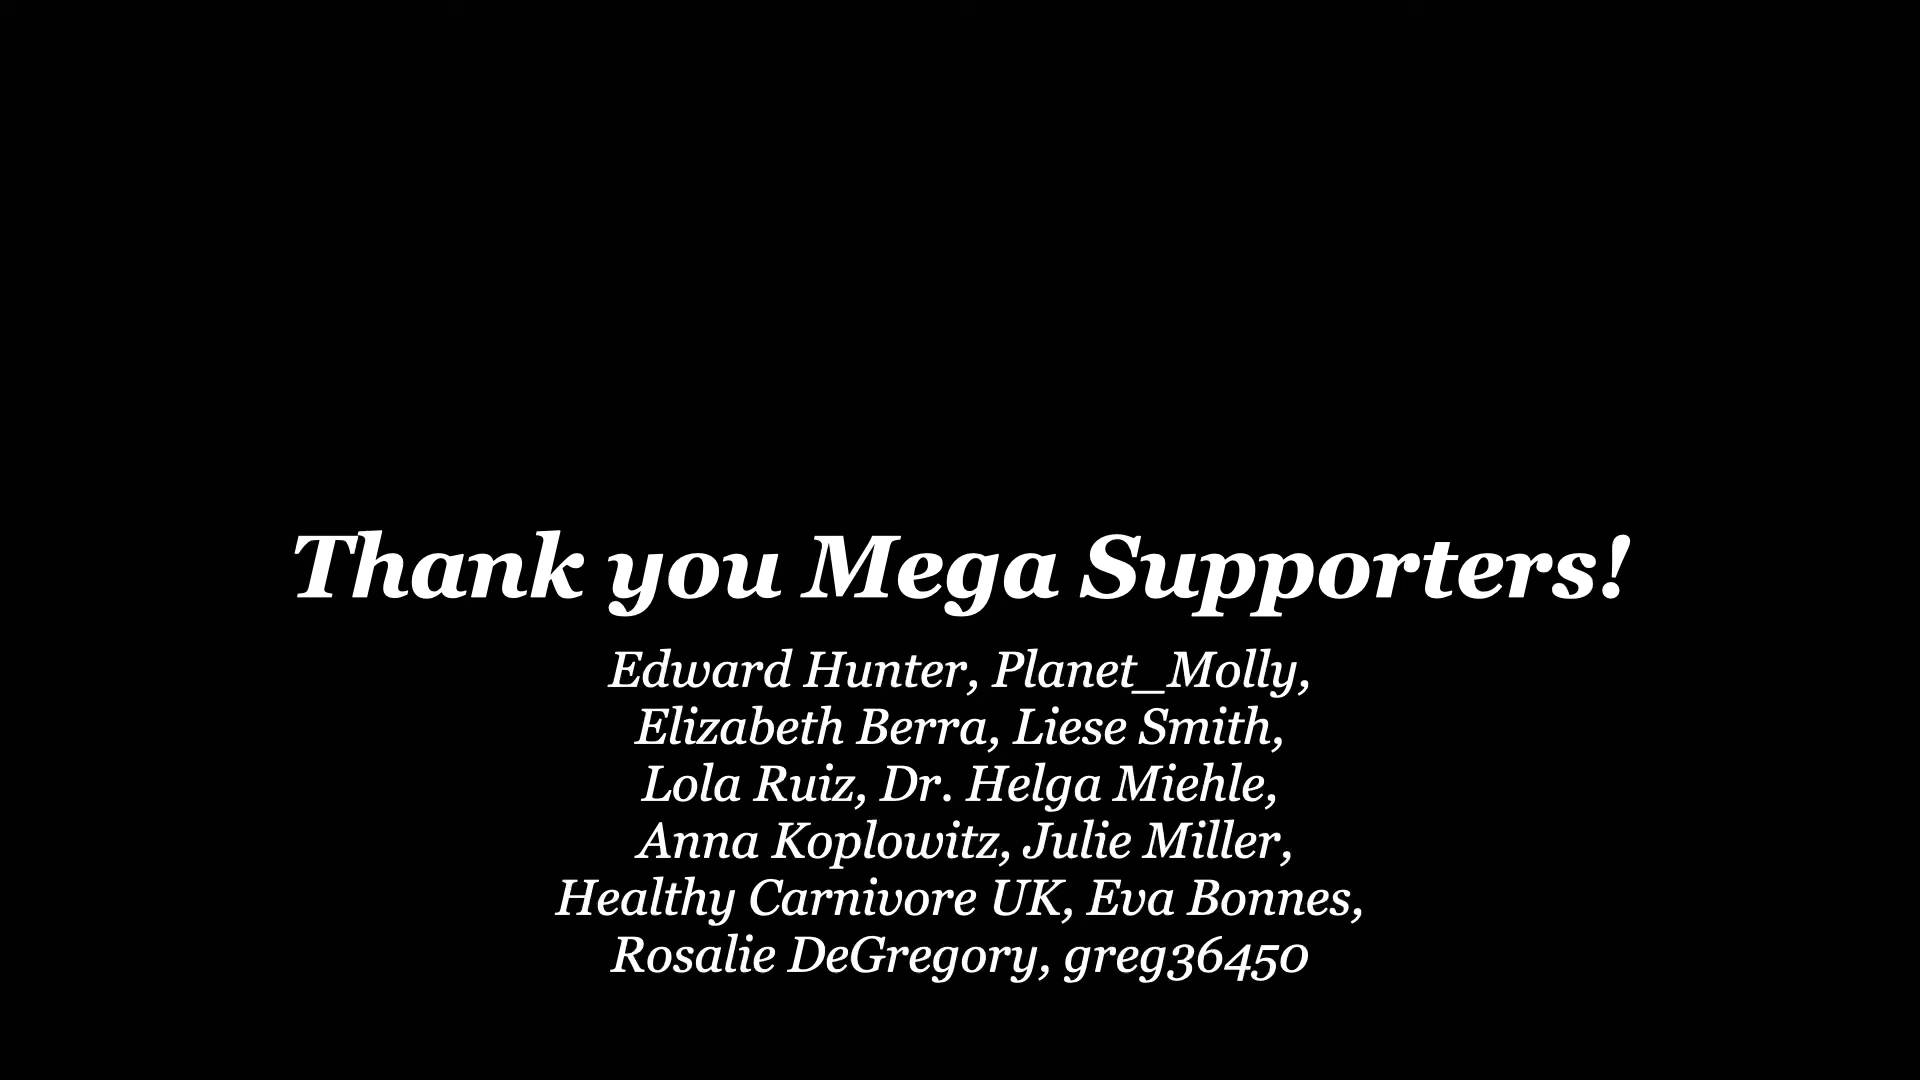 Thank you Mega Supporters!
Edward Hunter, Planet_Molly,
Elizabeth Berra, Liese Smith,
Lola Ruiz, Dr. Helga Miehle,
Anna Koplowitz, Julie Miller,
Healthy Carnivore UK, Eva Bonnes,
Rosalie DeGregory, greg36450